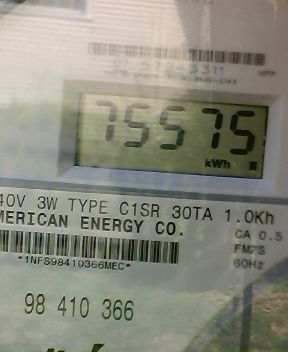 75575
kWh
40V 3W TYPE C1SR 30TA 1.0Kh
MERICAN ENERGY CO.
CA 0.5
FM2S
60Hz
*1NFS98410366MEC*
98 410 366